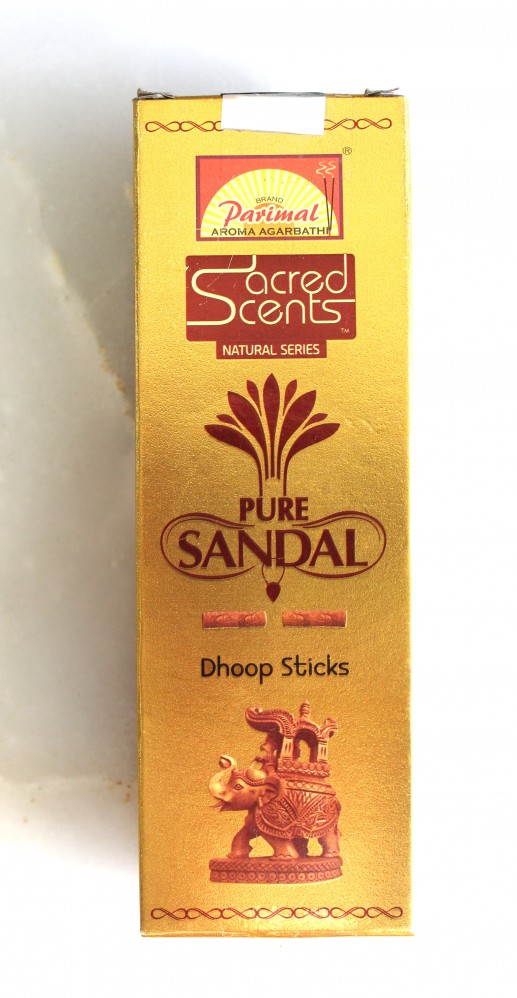 ®
BRAND
Parimal
AROMA AGARBATHI
Sacred
Scents
™
NATURAL SERIES
PURE
SANDAL
Dhoop Sticks